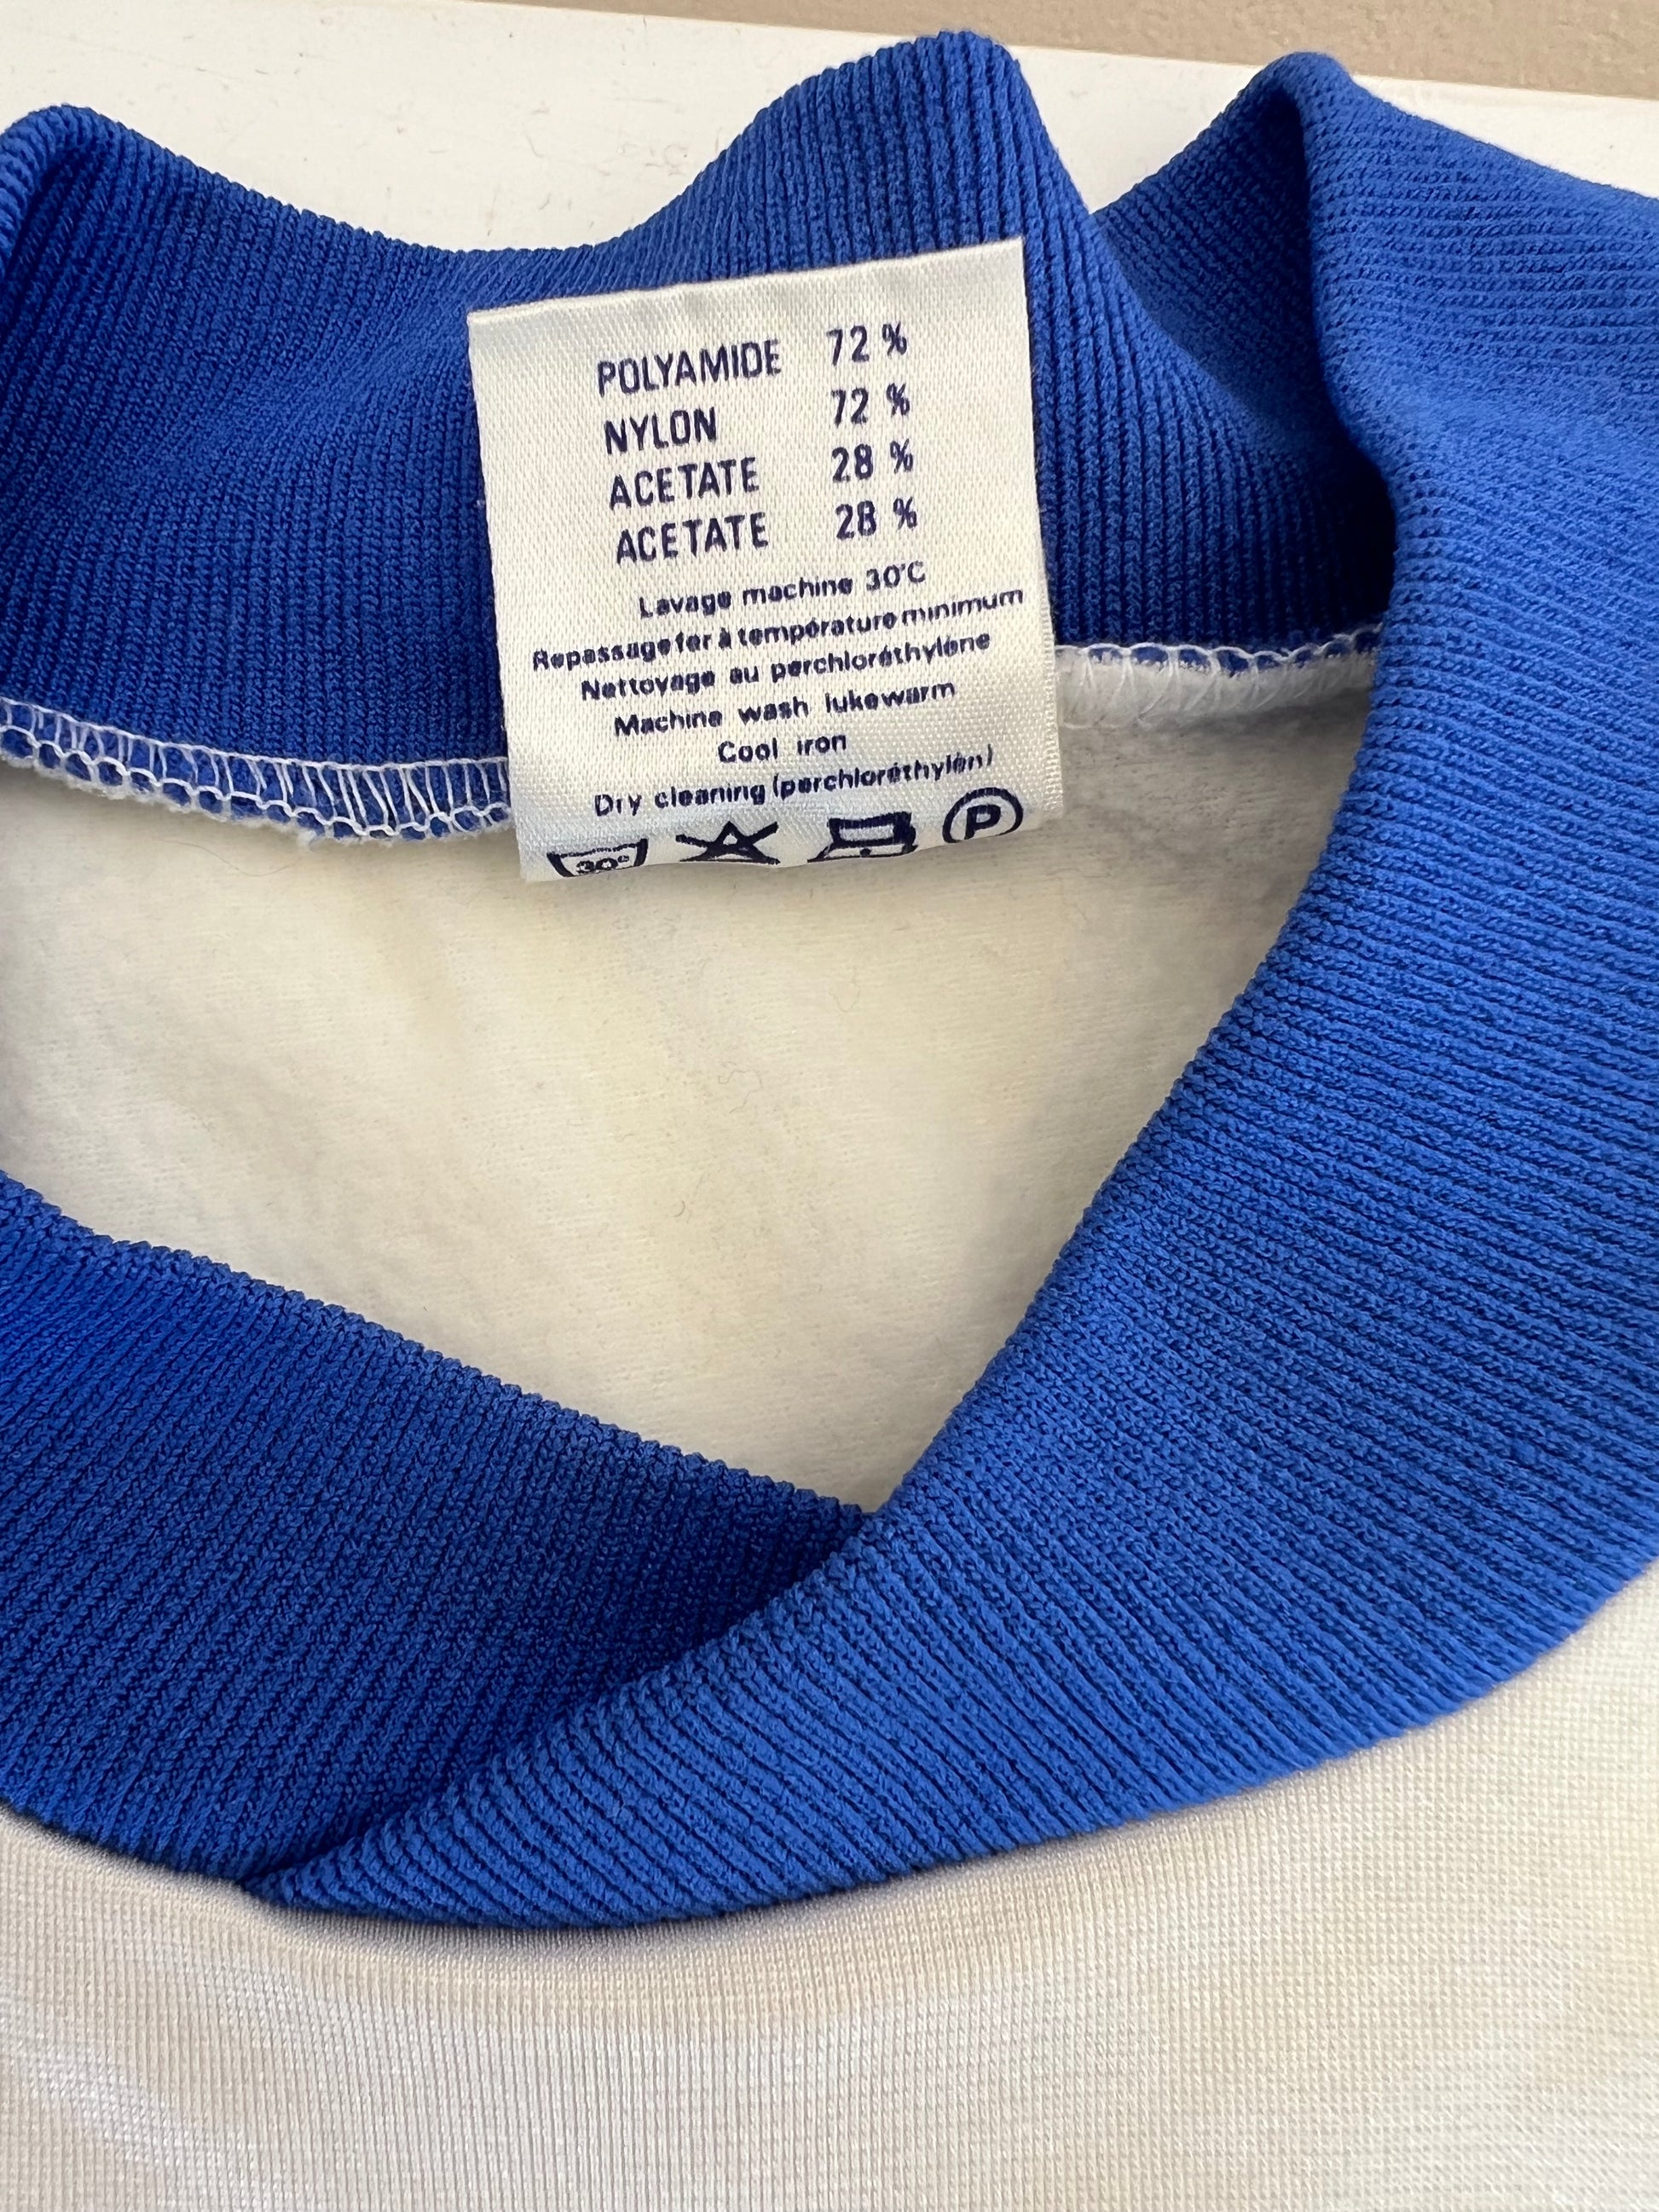 POLYAMIDE 72 %
NYLON 72 %
ACETATE 28 %
ACETATE 28 %
Lavage machine 30°C
Repassage fer à température minimum
Nettoyage au perchloréthylène
Machine wash lukewarm
Cool iron
Dry cleaning (perchloréthylén)
30° A P